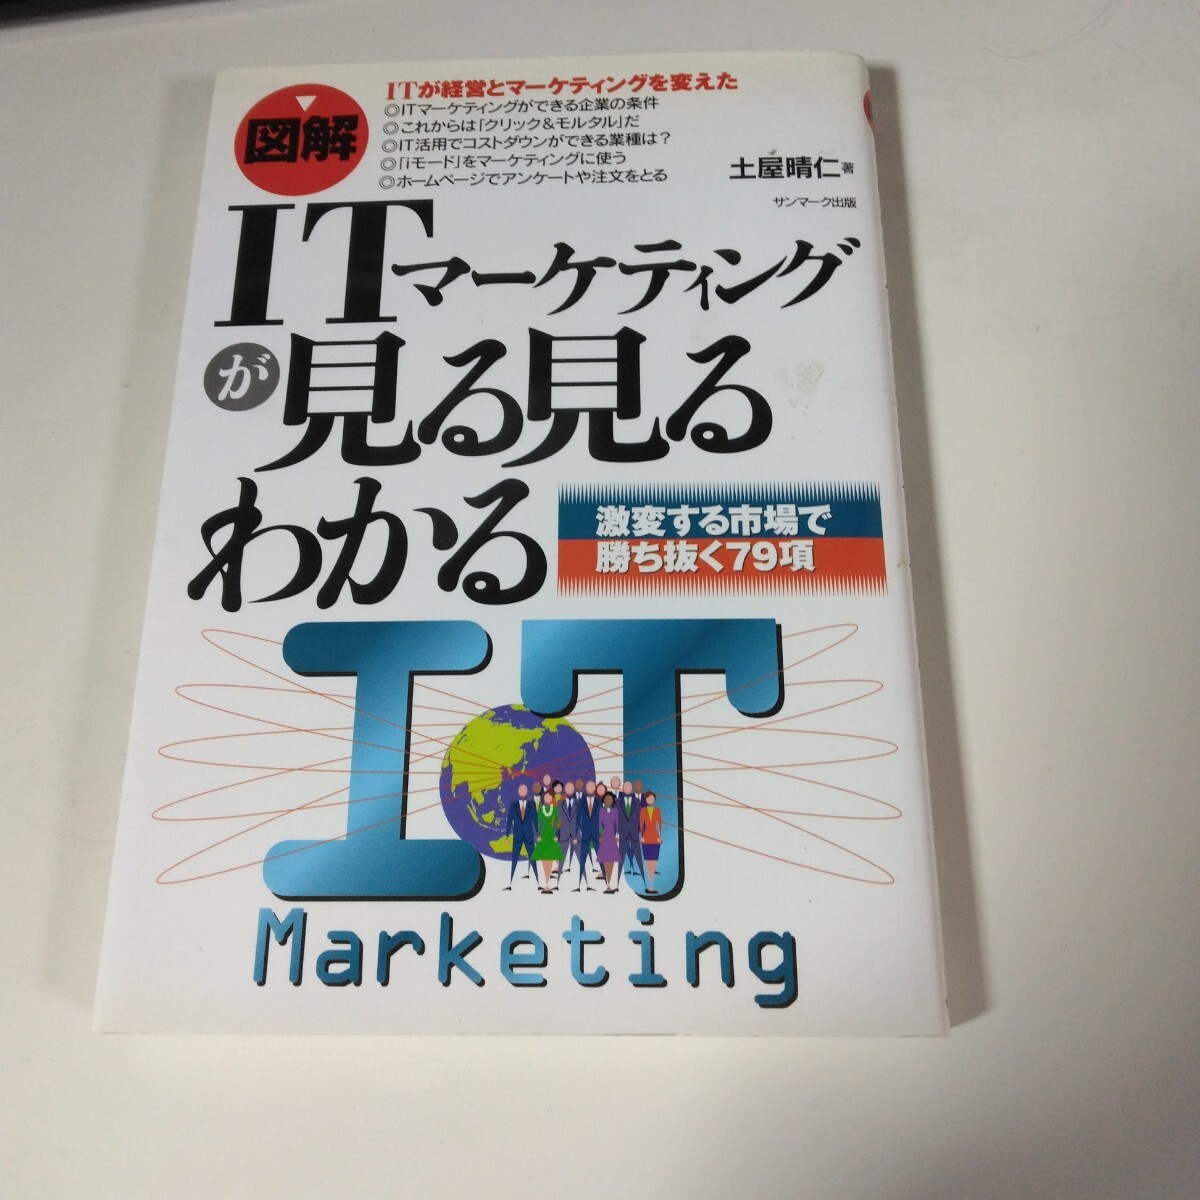 図解
ITが経営とマーケティングを変えた
◎ITマーケティングができる企業の条件
◎これからは「クリック&モルタル」だ
◎IT活用でコストダウンができる業種は?
◎「iモード」をマーケティングに使う
◎ホームページでアンケートや注文をとる
土屋晴仁著
サンマーク出版
ITマーケティング
が見る見る
わかる
激変する市場で
勝ち抜く79項
IT
Marketing